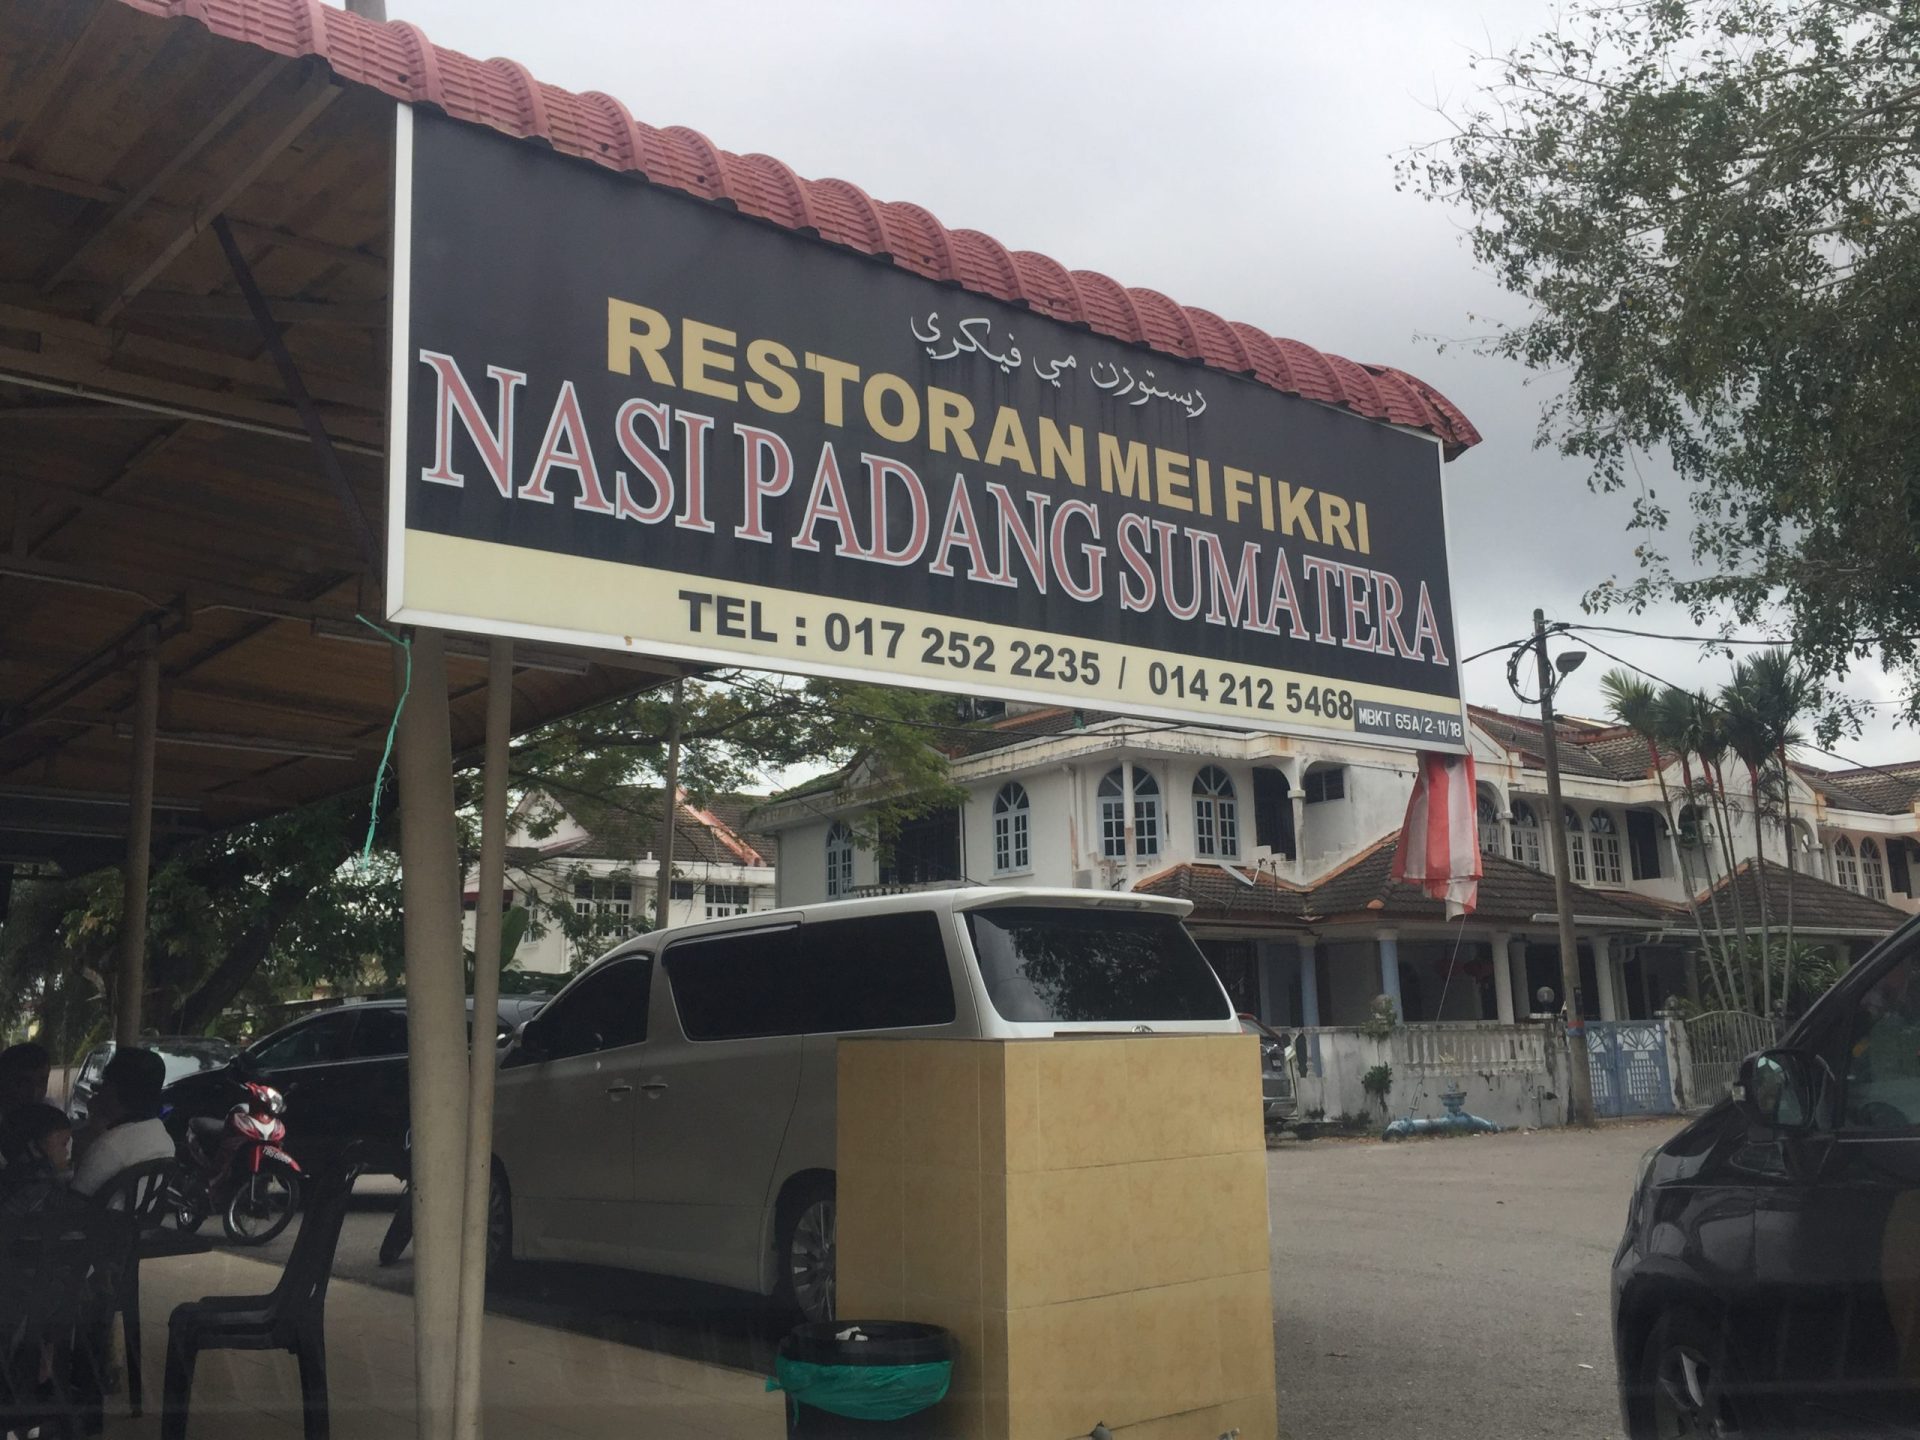 ريستورن مي فيکري
RESTORAN MEI FIKRI
NASI PADANG SUMATERA
TEL : 017 252 2235 / 014 212 5468
MBKT 65A/2-11/18